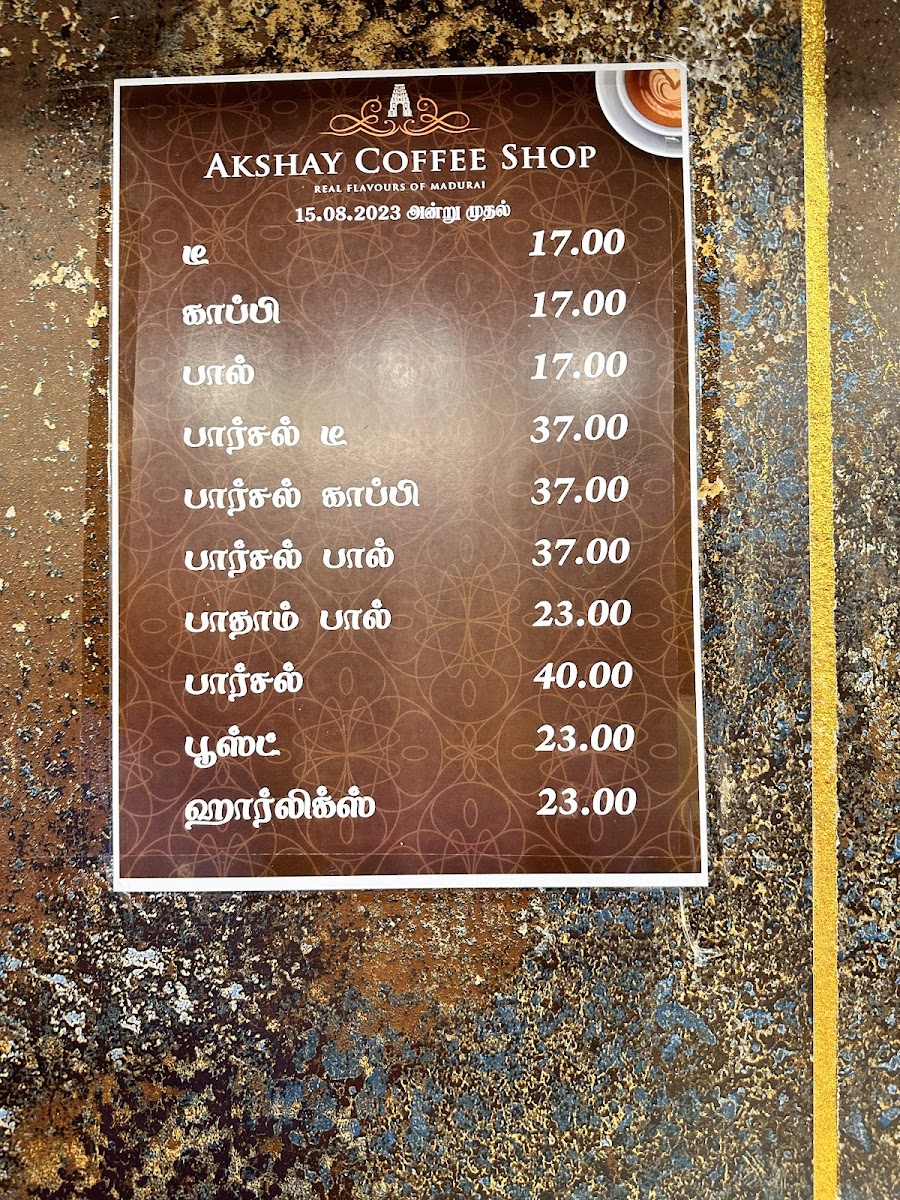 AKSHAY COFFEE SHOP
REAL FLAVOURS OF MADURAI
15.08.2023 அன்று முதல்
டீ 17.00
காப்பி 17.00
பால் 17.00
பார்சல் டீ 37.00
பார்சல் காப்பி 37.00
பார்சல் பால் 37.00
பாதாம் பால் 23.00
பார்சல் 40.00
பூஸ்ட் 23.00
ஹார்லிக்ஸ் 23.00